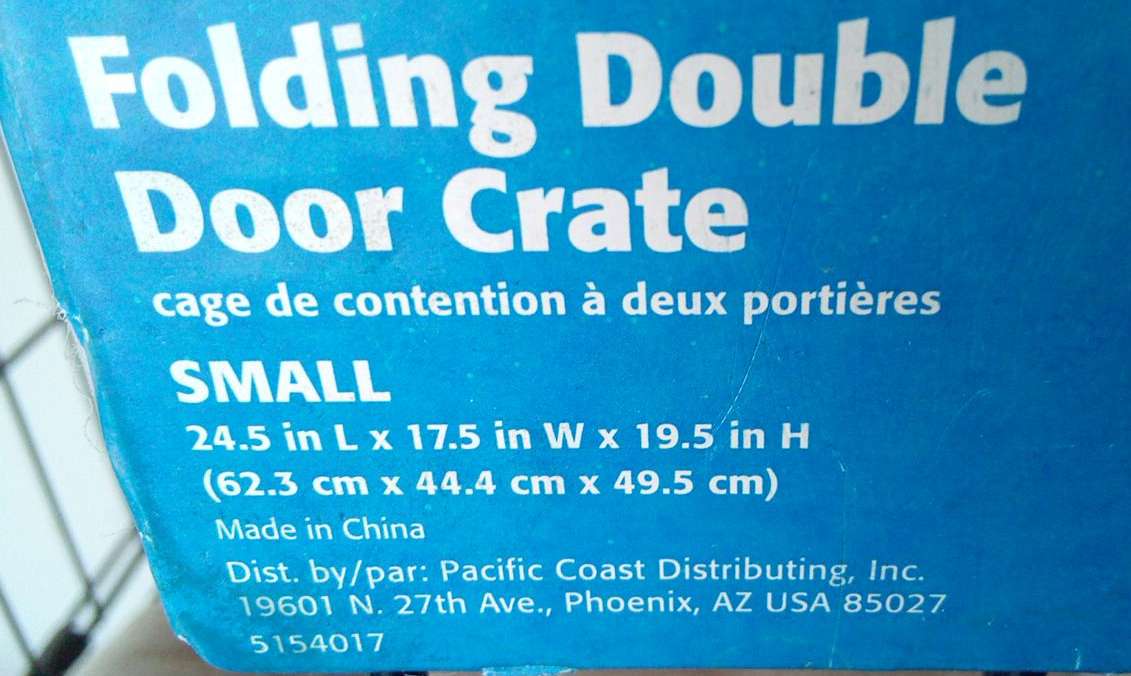 Folding Double
Door Crate
cage de contention à deux portières
SMALL
24.5 in L x 17.5 in W x 19.5 in H
(62.3 cm x 44.4 cm x 49.5 cm)
Made in China
Dist. by/par: Pacific Coast Distributing, Inc.
19601 N. 27th Ave., Phoenix, AZ USA 85027
5154017